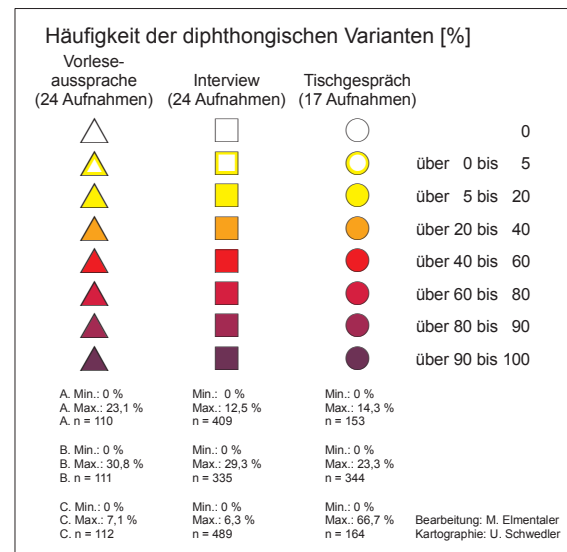 Häufigkeit der diphthongischen Varianten [%]
Vorlese-
aussprache
(24 Aufnahmen)
Interview
(24 Aufnahmen)
Tischgespräch
(17 Aufnahmen)
0
über 0 bis 5
über 5 bis 20
über 20 bis 40
über 40 bis 60
über 60 bis 80
über 80 bis 90
über 90 bis 100
A. Min.: 0 %
A. Max.: 23,1 %
A. n = 110
Min.: 0 %
Max.: 12,5 %
n = 409
Min.: 0 %
Max.: 14,3 %
n = 153
B. Min.: 0 %
B. Max.: 30,8 %
B. n = 111
Min.: 0 %
Max.: 29,3 %
n = 335
Min.: 0 %
Max.: 23,3 %
n = 344
C. Min.: 0 %
C. Max.: 7,1 %
C. n = 112
Min.: 0 %
Max.: 6,3 %
n = 489
Min.: 0 %
Max.: 66,7 %
n = 164
Bearbeitung: M. Elmentaler
Kartographie: U. Schwedler